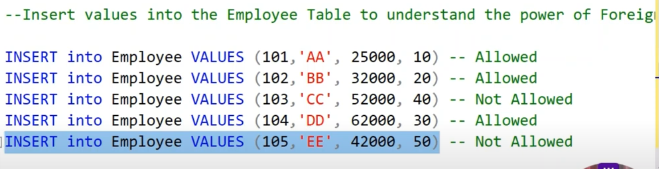 --Insert values into the Employee Table to understand the power of
INSERT into Employee VALUES (101,'AA', 25000, 10) -- Allowed
INSERT into Employee VALUES (102,'BB', 32000, 20) -- Allowed
INSERT into Employee VALUES (103,'CC', 52000, 40) -- Not Allowed
INSERT into Employee VALUES (104,'DD', 62000, 30) -- Allowed
INSERT into Employee VALUES (105,'EE', 42000, 50) -- Not Allowed